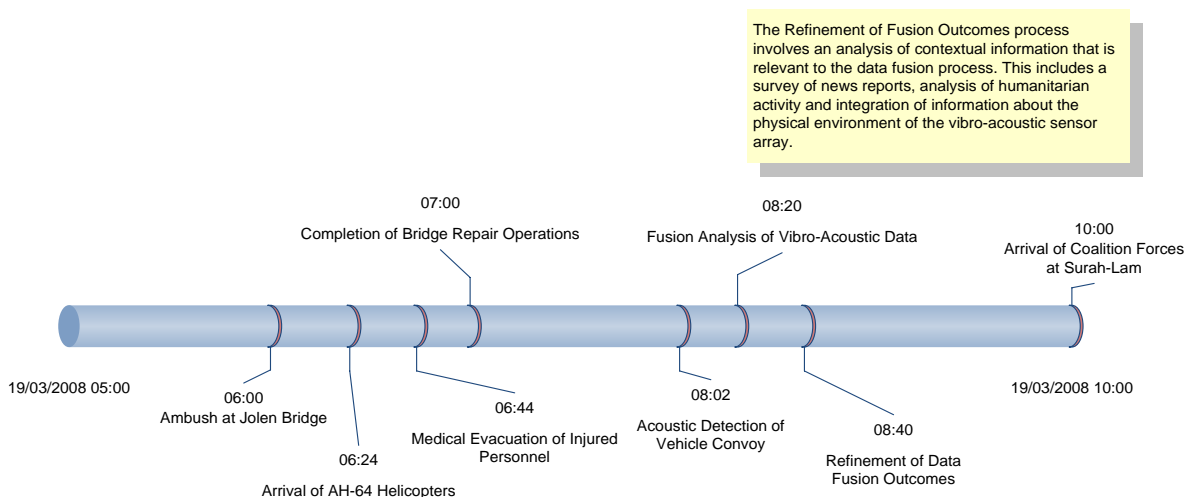 The Refinement of Fusion Outcomes process
involves an analysis of contextual information that is
relevant to the data fusion process. This includes a
survey of news reports, analysis of humanitarian
activity and integration of information about the
physical environment of the vibro-acoustic sensor
array.
07:00
Completion of Bridge Repair Operations
08:20
Fusion Analysis of Vibro-Acoustic Data
10:00
Arrival of Coalition Forces
at Surah-Lam
19/03/2008 05:00
19/03/2008 10:00
06:00
Ambush at Jolen Bridge
06:24
Arrival of AH-64 Helicopters
06:44
Medical Evacuation of Injured
Personnel
08:02
Acoustic Detection of
Vehicle Convoy
08:40
Refinement of Data
Fusion Outcomes